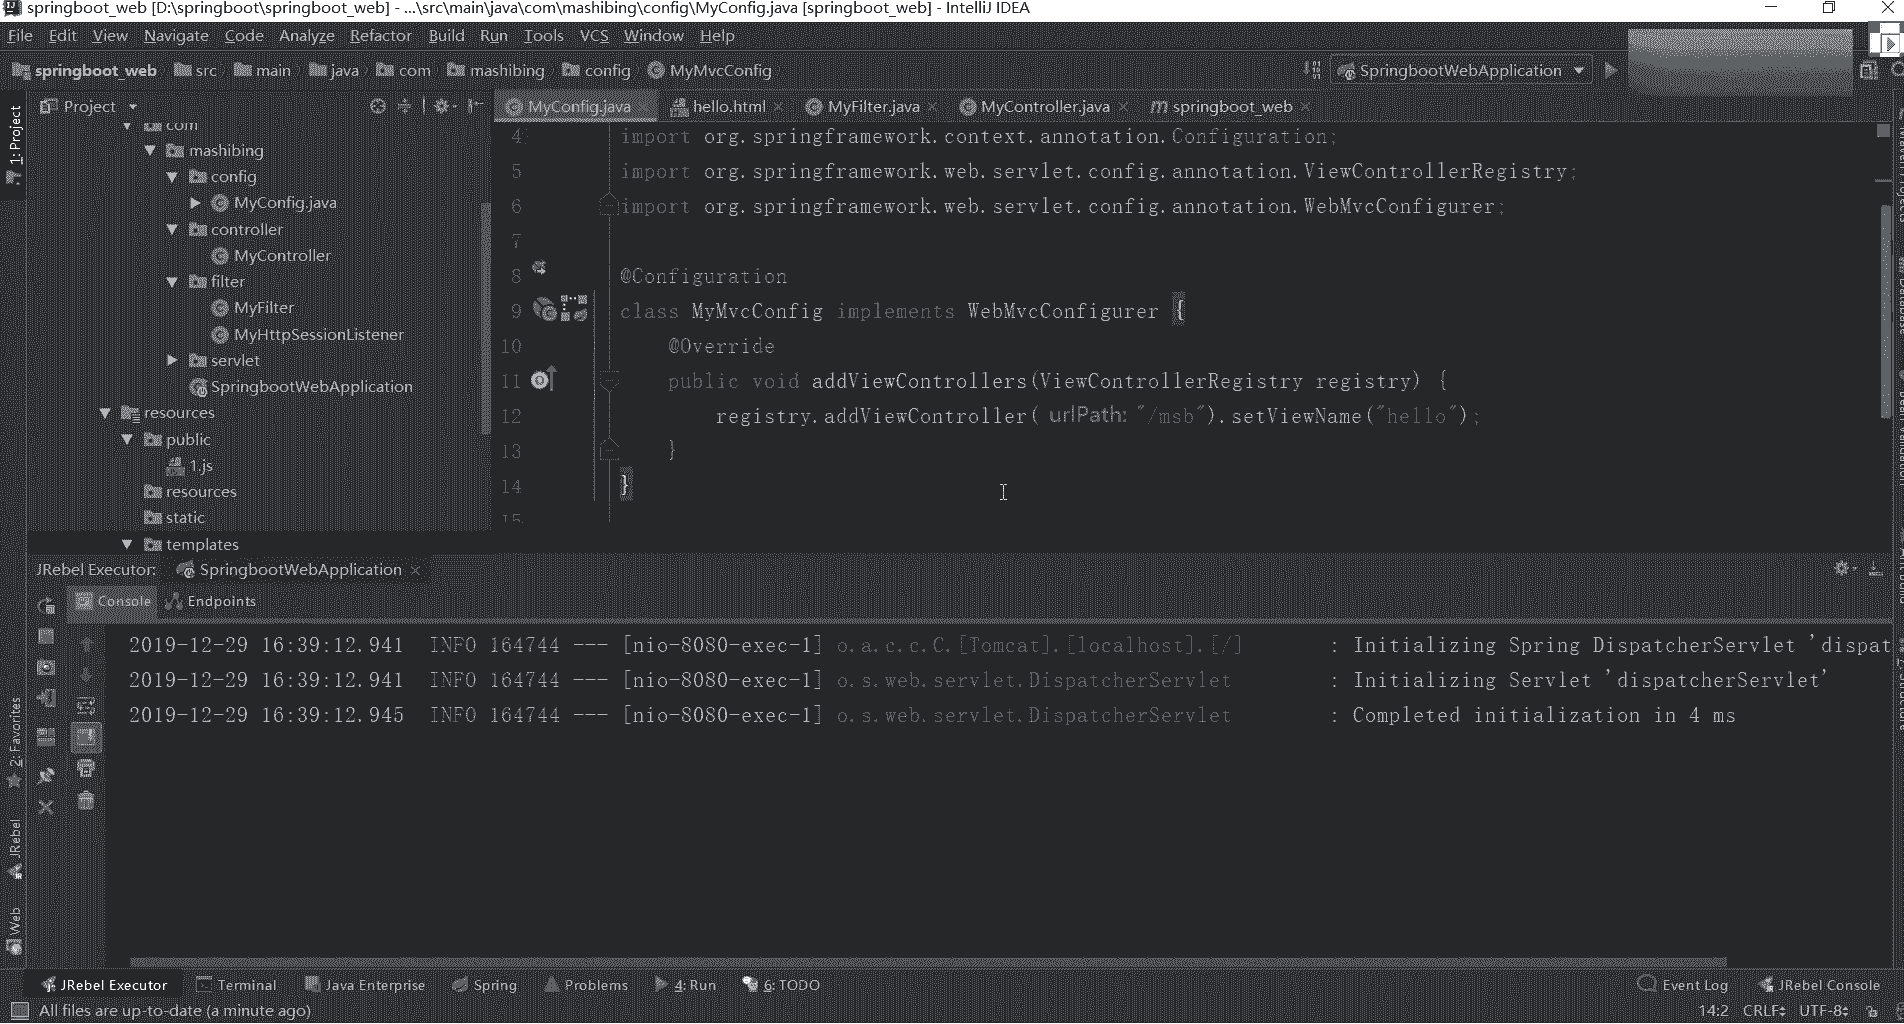 springboot_web [D:\springboot\springboot_web] - ...\src\main\java\com\mashibing\config\MyConfig.java [springboot_web] - IntelliJ IDEA
File Edit View Navigate Code Analyze Refactor Build Run Tools VCS Window Help
springboot_web src main java com mashibing config MyMvcConfig SpringbootWebApplication
Project MyConfig.java hello.html MyFilter.java MyController.java springboot_web
1: Project
com
mashibing
config
MyConfig.java
controller
MyController
filter
MyFilter
MyHttpSessionListener
servlet
SpringbootWebApplication
resources
public
1.js
resources
static
templates
4 import org.springframework.context.annotation.Configuration;
5 import org.springframework.web.servlet.config.annotation.ViewControllerRegistry;
6 import org.springframework.web.servlet.config.annotation.WebMvcConfigurer;
7
8 @Configuration
9 class MyMvcConfig implements WebMvcConfigurer {
10 @Override
11 public void addViewControllers(ViewControllerRegistry registry) {
12 registry.addViewController( urlPath: "/msb").setViewName("hello");
13 }
14 }
15
JRebel Executor: SpringbootWebApplication
Console Endpoints
2019-12-29 16:39:12.941 INFO 164744 --- [nio-8080-exec-1] o.a.c.c.C.[Tomcat].[localhost].[/] : Initializing Spring DispatcherServlet 'dispat
2019-12-29 16:39:12.941 INFO 164744 --- [nio-8080-exec-1] o.s.web.servlet.DispatcherServlet : Initializing Servlet 'dispatcherServlet'
2019-12-29 16:39:12.945 INFO 164744 --- [nio-8080-exec-1] o.s.web.servlet.DispatcherServlet : Completed initialization in 4 ms
2: Favorites
JRebel
Web
JRebel Executor Terminal Java Enterprise Spring Problems 4: Run 6: TODO Event Log JRebel Console
All files are up-to-date (a minute ago) 14:2 CRLF UTF-8